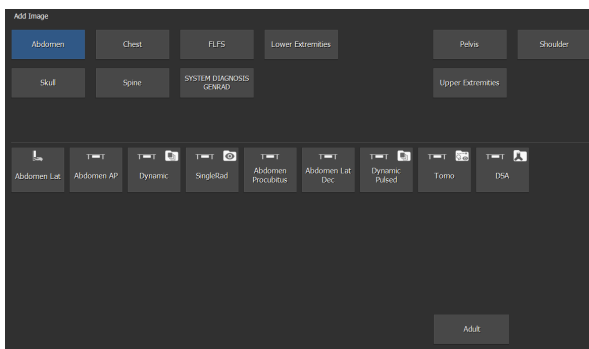 Add Image
Abdomen
Chest
FLFS
Lower Extremities
Pelvis
Shoulder
Skull
Spine
SYSTEM DIAGNOSIS
GENRAD
Upper Extremities
Abdomen Lat
Abdomen AP
Dynamic
SingleRad
Abdomen
Procubitus
Abdomen Lat
Dec
Dynamic
Pulsed
Tomo
DSA
Adult